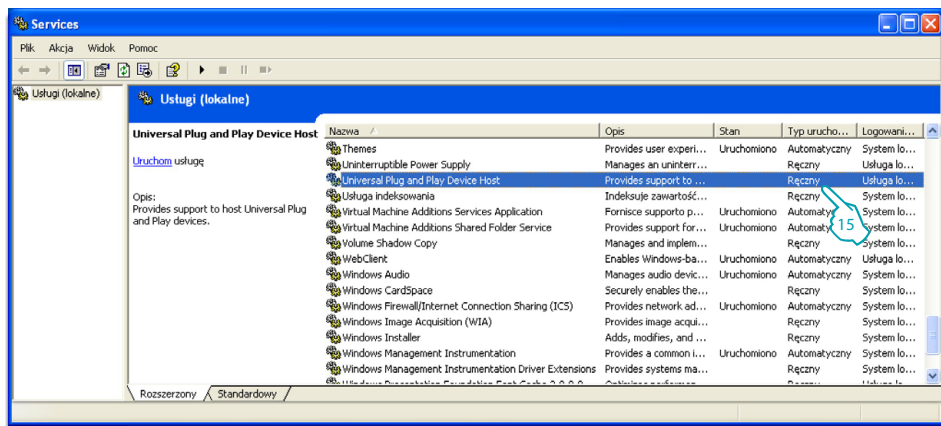 Services
Plik Akcja Widok Pomoc
Usługi (lokalne)
Usługi (lokalne)
Universal Plug and Play Device Host
Uruchom usługę
Opis:
Provides support to host Universal Plug
and Play devices.
Nazwa Opis Stan Typ urucho... Logowani...
Themes Provides user experi... Uruchomiono Automatyczny System lo...
Uninterruptible Power Supply Manages an uninterr... Ręczny Usługa lo...
Universal Plug and Play Device Host Provides support to ... Ręczny Usługa lo...
Usługa indeksowania Indeksuje zawartość... Ręczny System lo...
Virtual Machine Additions Services Application Fornisce supporto p... Uruchomiono System lo...
Virtual Machine Additions Shared Folder Service Provides support for... Uruchomiono System lo...
15
Volume Shadow Copy Manages and implem... Ręczny System lo...
WebClient Enables Windows-ba... Uruchomiono Automatyczny Usługa lo...
Windows Audio Manages audio devic... Uruchomiono Automatyczny System lo...
Windows CardSpace Securely enables the... Ręczny System lo...
Windows Firewall/Internet Connection Sharing (ICS) Provides network ad... Uruchomiono Automatyczny System lo...
Windows Image Acquisition (WIA) Provides image acqui... Ręczny System lo...
Windows Installer Adds, modifies, and ... Ręczny System lo...
Windows Management Instrumentation Provides a common i... Uruchomiono Automatyczny System lo...
Windows Management Instrumentation Driver Extensions Provides systems ma... Ręczny System lo...
Rozszerzony Standardowy